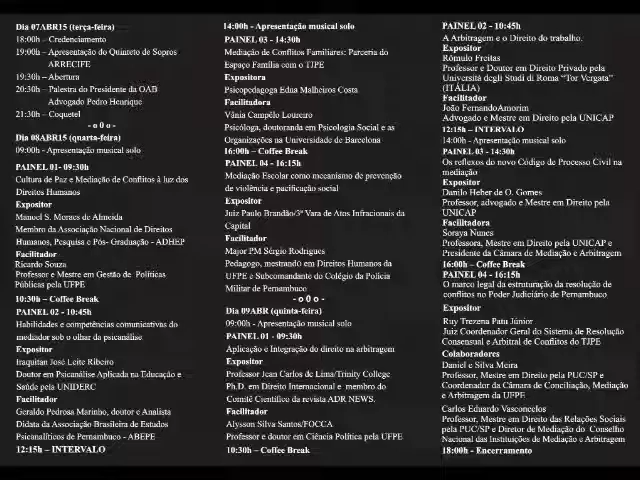 Dia 07ABR15 (terça-feira)
18:00h – Credenciamento
19:00h – Apresentação do Quinteto de Sopros
ARRECIFE
19:30h – Abertura
20:30h – Palestra do Presidente da OAB
Advogado Pedro Henrique
21:30h – Coquetel
- o 0 o -
Dia 08ABR15 (quarta-feira)
09:00h - Apresentação musical solo
PAINEL 01- 09:30h
Cultura de Paz e Mediação de Conflitos à luz dos
Direitos Humanos
Expositor
Manoel S. Moraes de Almeida
Membro da Associação Nacional de Direitos
Humanos, Pesquisa e Pós- Graduação - ADHEP
Facilitador
Ricardo Souza
Professor e Mestre em Gestão de Políticas
Públicas pela UFPE
10:30h – Coffee Break
PAINEL 02 - 10:45h
Habilidades e competências comunicativas do
mediador sob o olhar da psicanálise
Expositor
Iraquitan José Leite Ribeiro
Doutor em Psicanálise Aplicada na Educação e
Saúde pela UNIDERC
Facilitador
Geraldo Pedrosa Marinho, doutor e Analista
Didata da Associação Brasileira de Estudos
Psicanalíticos de Pernambuco - ABEPE
12:15h – INTERVALO
14:00h - Apresentação musical solo
PAINEL 03 - 14:30h
Mediação de Conflitos Familiares: Parceria do
Espaço Família com o TJPE
Expositora
Psicopedagoga Edna Malheiros Costa
Facilitadora
Vânia Campêlo Loureiro
Psicóloga, doutoranda em Psicologia Social e as
Organizações na Universidade de Barcelona
16:00h – Coffee Break
PAINEL 04 - 16:15h
Mediação Escolar como mecanismo de prevenção
de violência e pacificação social
Expositor
Juiz Paulo Brandão/3ª Vara de Atos Infracionais da
Capital
Facilitador
Major PM Sérgio Rodrigues
Pedagogo, mestrando em Direitos Humanos da
UFPE e Subcomandante do Colégio da Polícia
Militar de Pernambuco
- o 0 o -
Dia 09ABR (quinta-feira)
09:00h - Apresentação musical solo
PAINEL 01 - 09:30h
Aplicação e Integração do direito na arbitragem
Expositor
Professor Jean Carlos de Lima/Trinity College
Ph.D. em Direito Internacional e membro do
Comitê Científico da revista ADR NEWS.
Facilitador
Alysson Silva Santos/FOCCA
Professor e doutor em Ciência Política pela UFPE
10:30h – Coffee Break
PAINEL 02 - 10:45h
A Arbitragem e o Direito do trabalho.
Expositor
Rômulo Freitas
Professor e Doutor em Direito Privado pela
Universitá degli Studi di Roma “Tor Vergata”
(ITÁLIA)
Facilitador
João FernandoAmorim
Advogado e Mestre em Direito pela UNICAP
12:15h – INTERVALO
14:00h - Apresentação musical solo
PAINEL 03 - 14:30h
Os reflexos do novo Código de Processo Civil na
mediação
Expositor
Danilo Heber de O. Gomes
Professor, advogado e Mestre em Direito pela
UNICAP
Facilitadora
Soraya Nunes
Professora, Mestre em Direito pela UNICAP e
Presidente da Câmara de Mediação e Arbitragem
16:00h – Coffee Break
PAINEL 04 - 16:15h
O marco legal da estruturação da resolução de
conflitos no Poder Judiciário de Pernambuco
Expositor
Ruy Trezena Patu Júnior
Juiz Coordenador Geral do Sistema de Resolução
Consensual e Arbitral de Conflitos do TJPE
Colaboradores
Daniel e Silva Meira
Professor, Mestre em Direito pela PUC/SP e
Coordenador da Câmara de Conciliação, Mediação
e Arbitragem da UFPE
Carlos Eduardo Vasconcelos
Professor, Mestre em Direito das Relações Sociais
pela PUC/SP e Diretor de Mediação do Conselho
Nacional das Instituições de Mediação e Arbitragem
18:00h - Encerramento